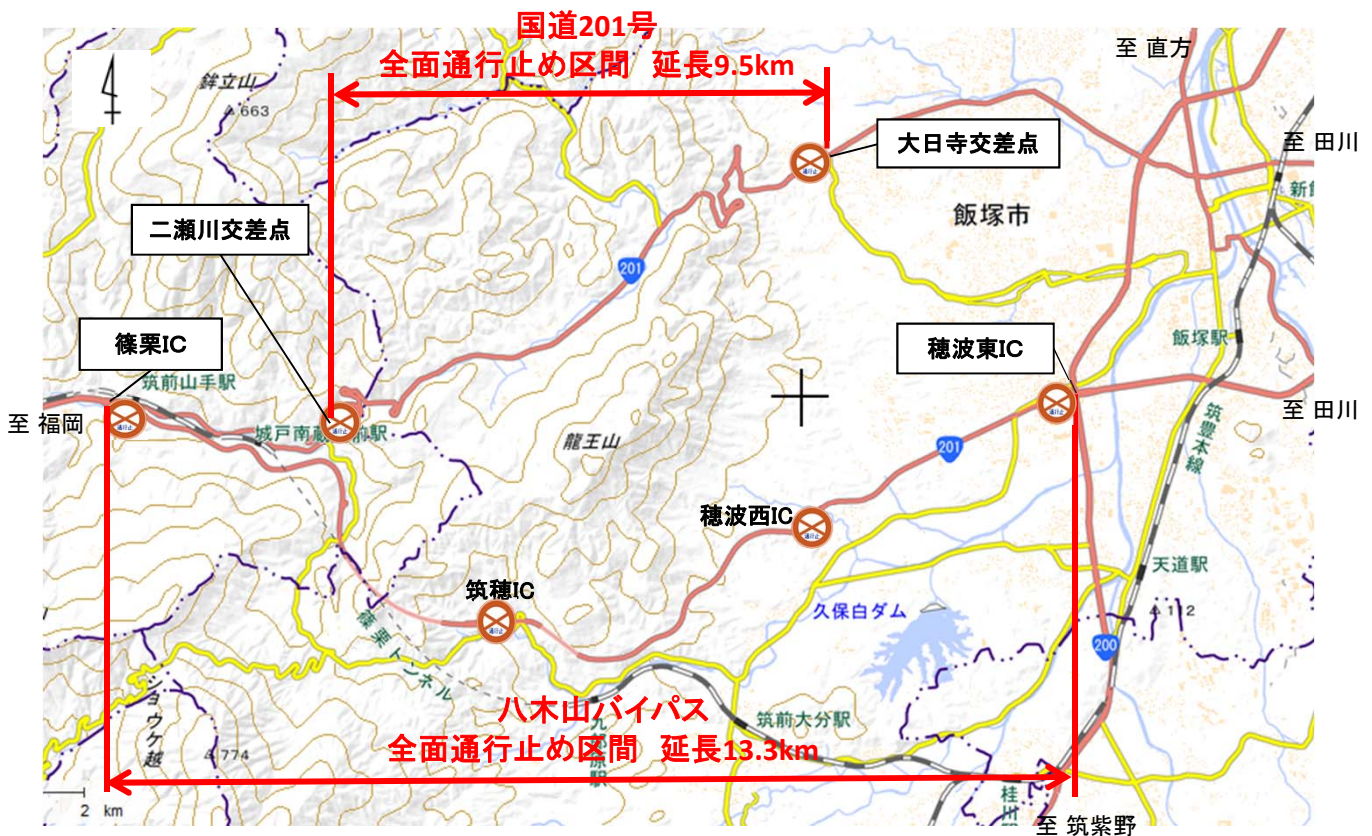 国道201号
全面通行止め区間 延長9.5km
至 直方
鉾立山
663
大日寺交差点
至 田川
飯塚市
二瀬川交差点
201
篠栗IC
穂波東IC
飯塚駅
筑前山手駅
至 福岡
至 田川
城戸南蔵
前駅
龍王山
201
筑豊本線
穂波西IC
天道駅
筑穂IC
久保白ダム
112
篠栗トンネル
200
八木山バイパス
筑前大分駅
全面通行止め区間 延長13.3km
ショウケ越
774
2 km
至 筑紫野